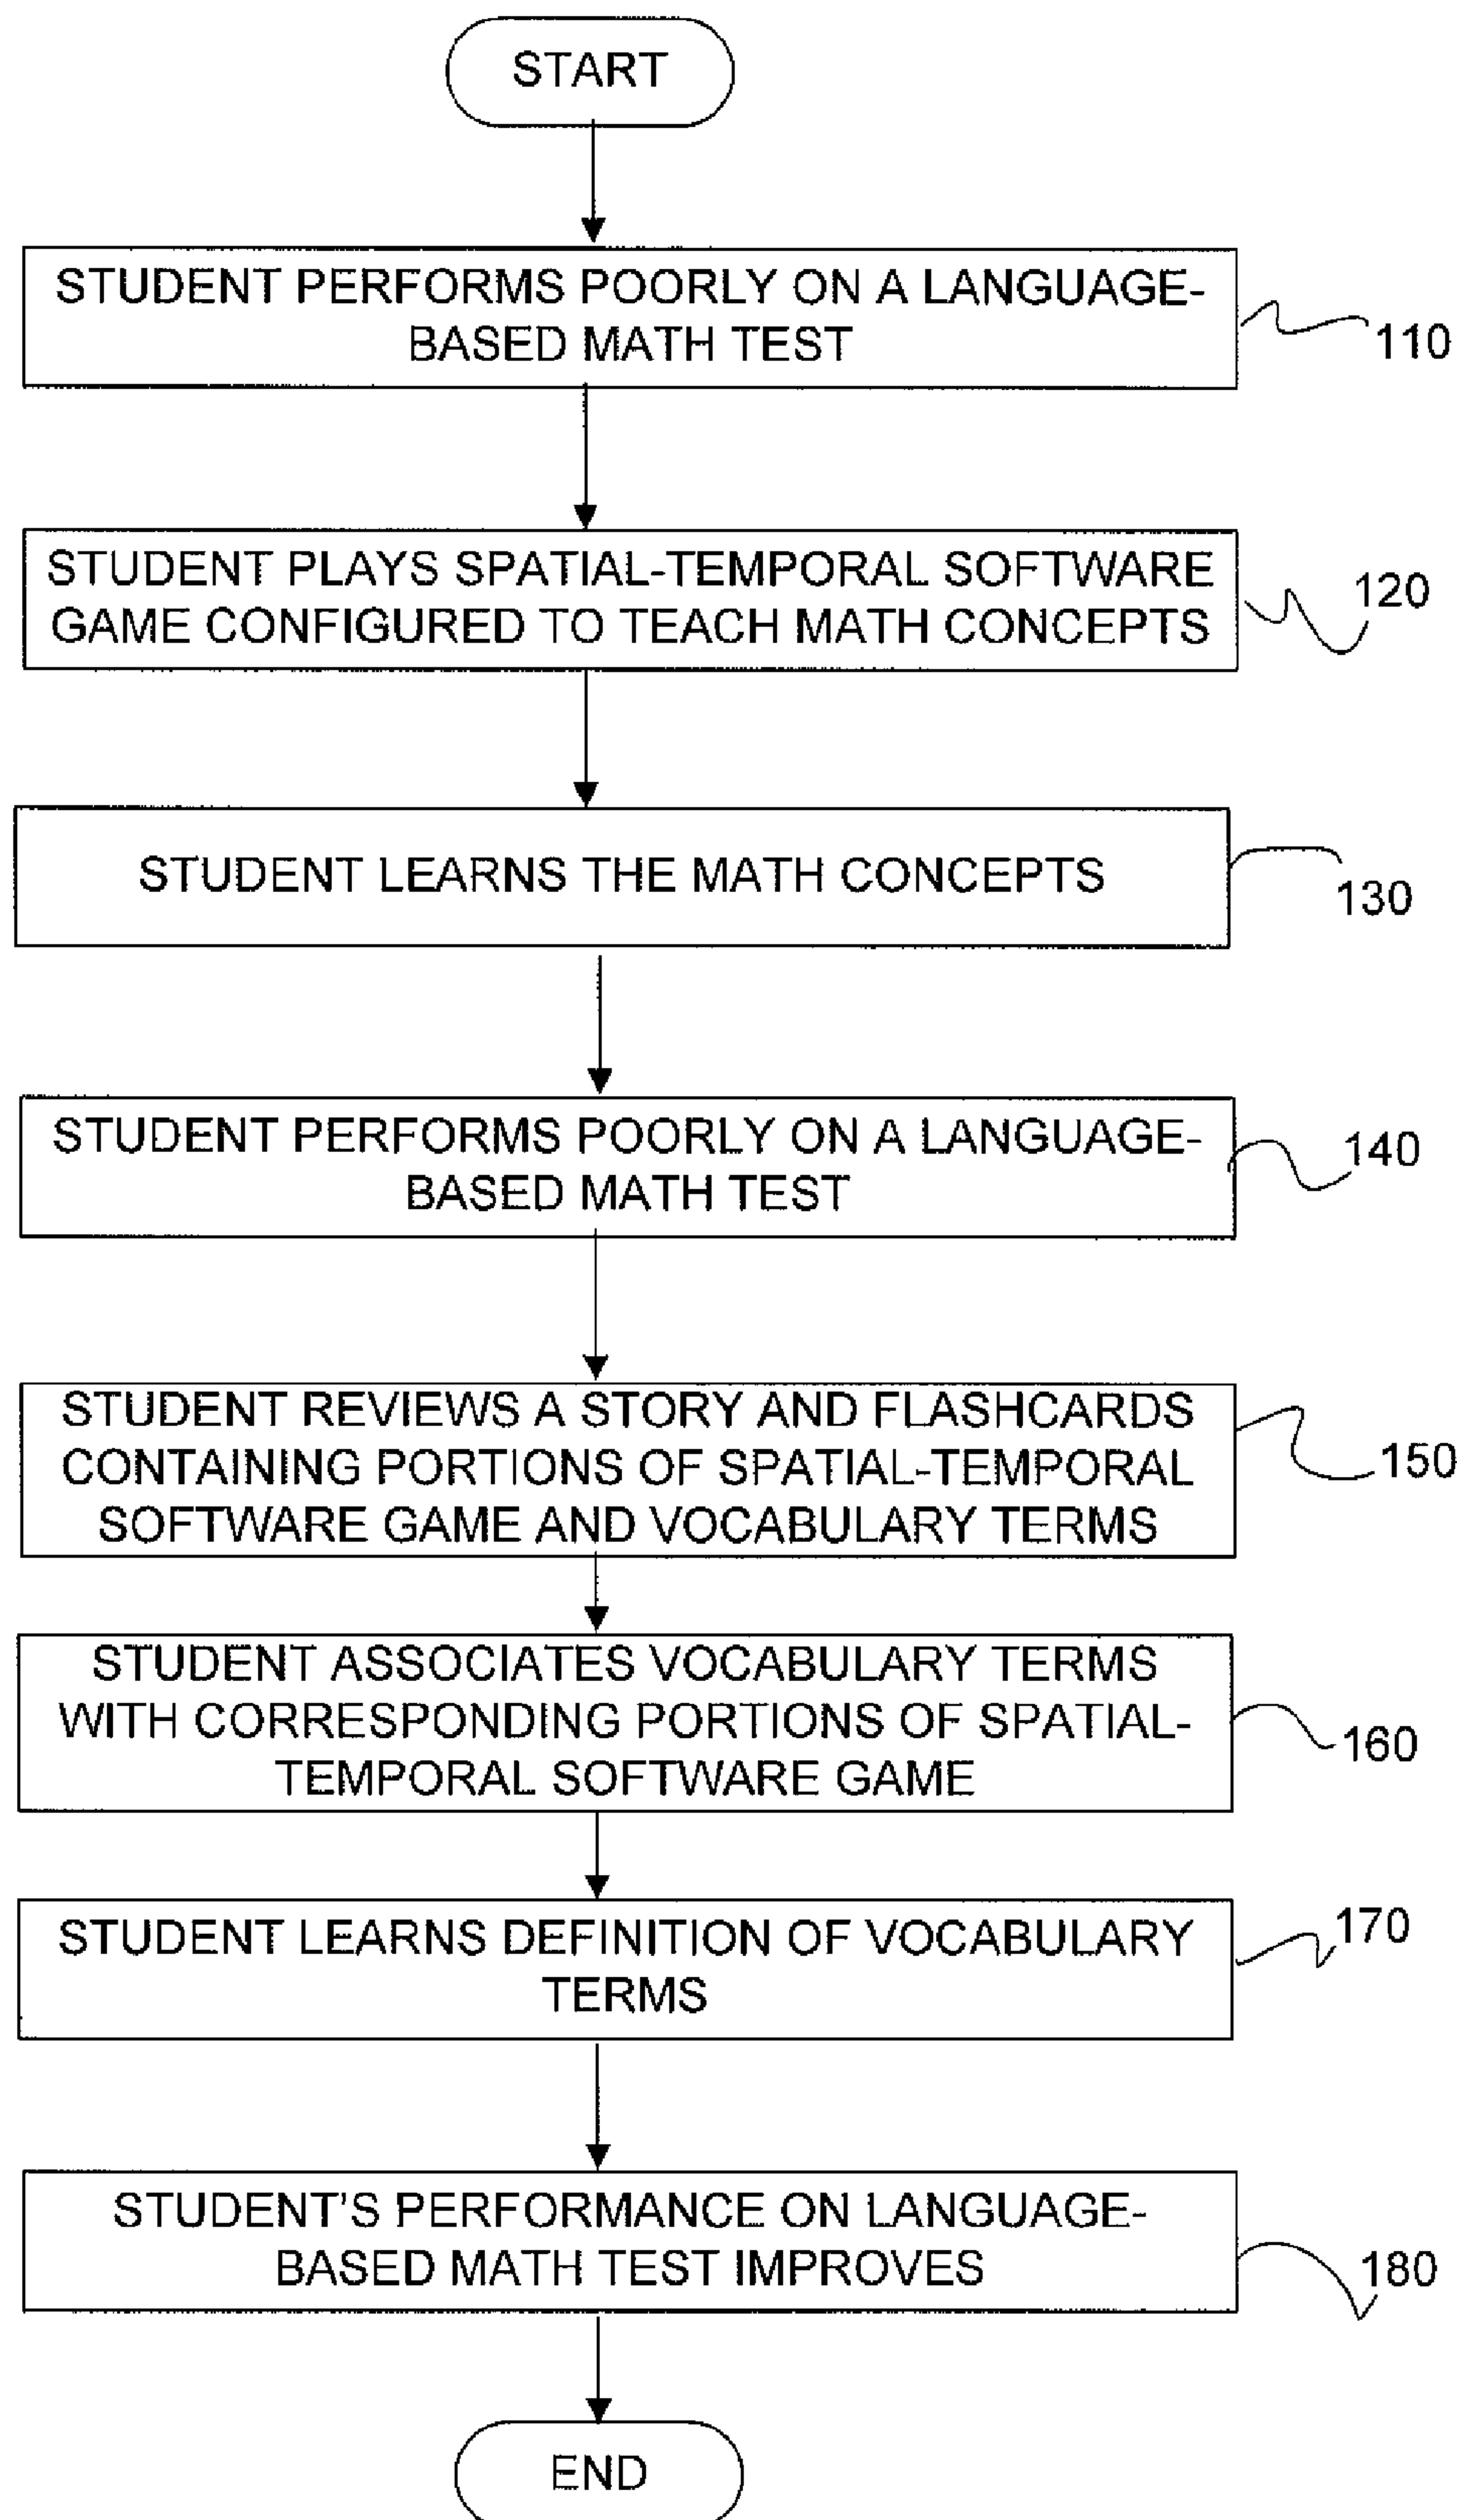 START
STUDENT PERFORMS POORLY ON A LANGUAGE-
BASED MATH TEST
110
STUDENT PLAYS SPATIAL-TEMPORAL SOFTWARE
GAME CONFIGURED TO TEACH MATH CONCEPTS
120
STUDENT LEARNS THE MATH CONCEPTS
130
STUDENT PERFORMS POORLY ON A LANGUAGE-
BASED MATH TEST
140
STUDENT REVIEWS A STORY AND FLASHCARDS
CONTAINING PORTIONS OF SPATIAL-TEMPORAL
SOFTWARE GAME AND VOCABULARY TERMS
150
STUDENT ASSOCIATES VOCABULARY TERMS
WITH CORRESPONDING PORTIONS OF SPATIAL-
TEMPORAL SOFTWARE GAME
160
STUDENT LEARNS DEFINITION OF VOCABULARY
TERMS
170
STUDENT'S PERFORMANCE ON LANGUAGE-
BASED MATH TEST IMPROVES
180
END